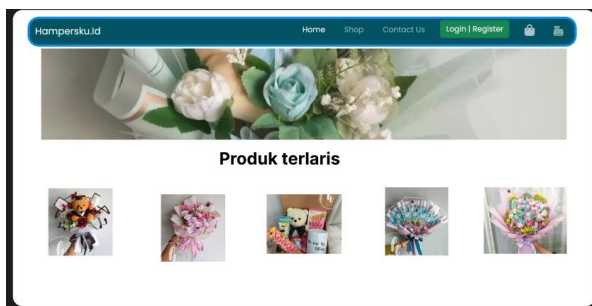 Hampersku.Id
Home Shop Contact Us Login | Register
Produk terlaris